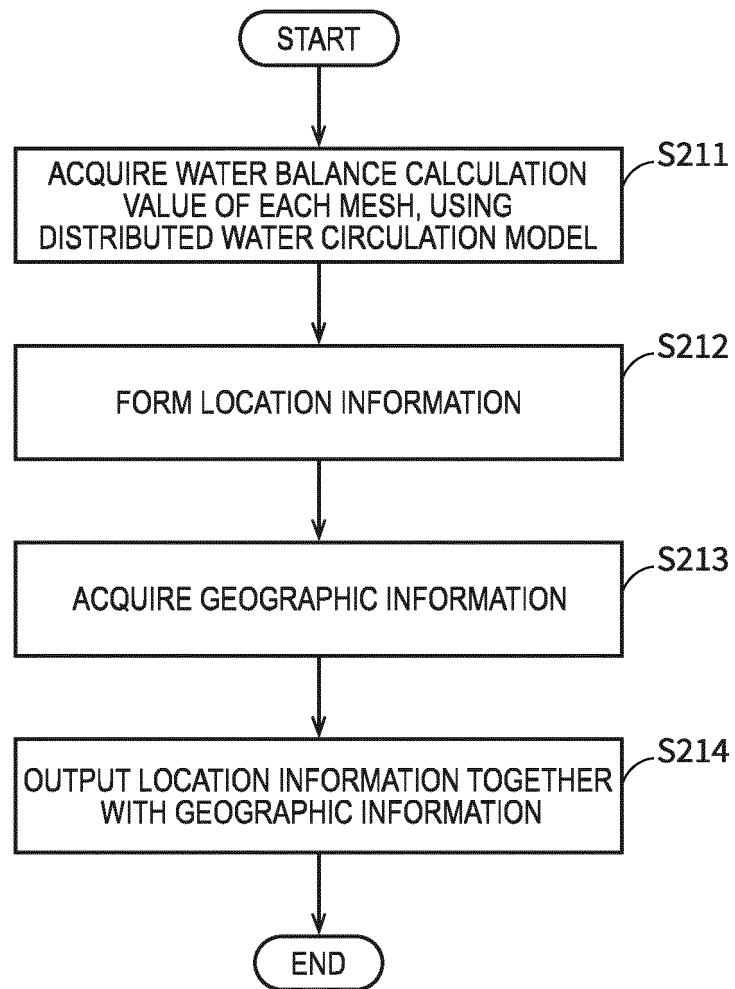 START
S211
ACQUIRE WATER BALANCE CALCULATION
VALUE OF EACH MESH, USING
DISTRIBUTED WATER CIRCULATION MODEL
S212
FORM LOCATION INFORMATION
S213
ACQUIRE GEOGRAPHIC INFORMATION
S214
OUTPUT LOCATION INFORMATION TOGETHER
WITH GEOGRAPHIC INFORMATION
END